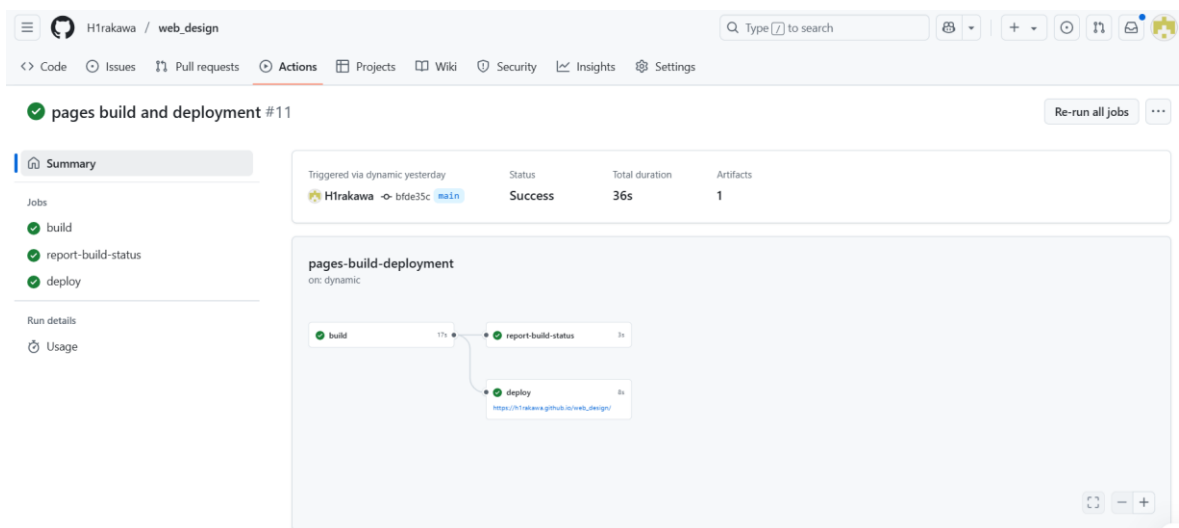 H1rakawa / web_design
Type / to search
Code Issues Pull requests Actions Projects Wiki Security Insights Settings
pages build and deployment #11
Re-run all jobs
Summary
Jobs
build
report-build-status
deploy
Run details
Usage
Triggered via dynamic yesterday
H1rakawa bfde35c main
Status
Success
Total duration
36s
Artifacts
1
pages-build-deployment
on: dynamic
build 17s
report-build-status 3s
deploy 8s
https://h1rakawa.github.io/web_design/